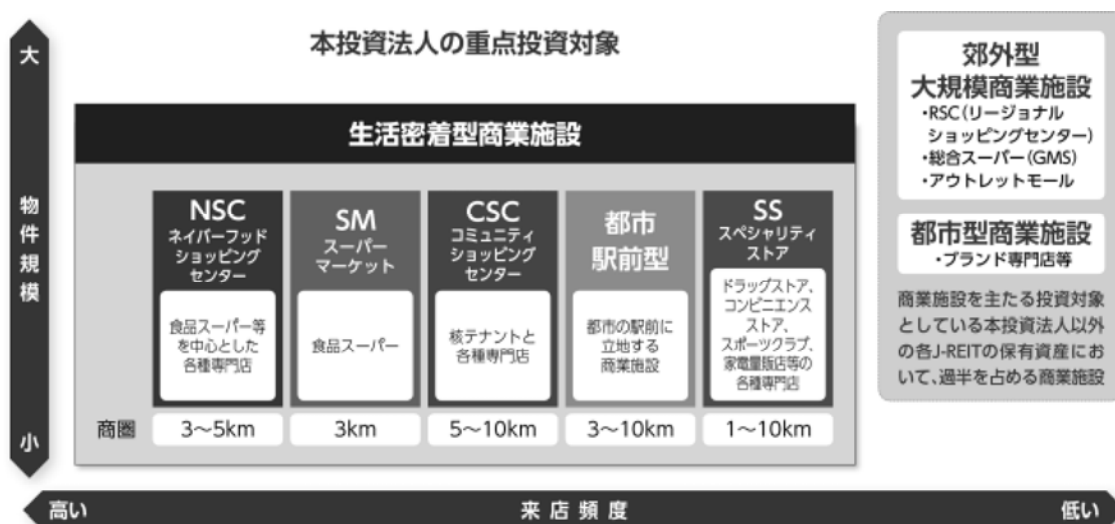 大
物件規模
小
本投資法人の重点投資対象
生活密着型商業施設
NSC
ネイバーフッド
ショッピング
センター
食品スーパー等
を中心とした
各種専門店
SM
スーパー
マーケット
食品スーパー
CSC
コミュニティ
ショッピング
センター
核テナントと
各種専門店
都市
駅前型
都市の駅前に
立地する
商業施設
SS
スペシャリティ
ストア
ドラッグストア、
コンビニエンス
ストア、
スポーツクラブ、
家電量販店等の
各種専門店
商圏
3~5km
3km
5~10km
3~10km
1~10km
郊外型
大規模商業施設
・RSC(リージョナル
ショッピングセンター)
・総合スーパー(GMS)
・アウトレットモール
都市型商業施設
・ブランド専門店等
商業施設を主たる投資対象
としている本投資法人以外
の各J-REITの保有資産にお
いて、過半を占める商業施設
高い
来店頻度
低い